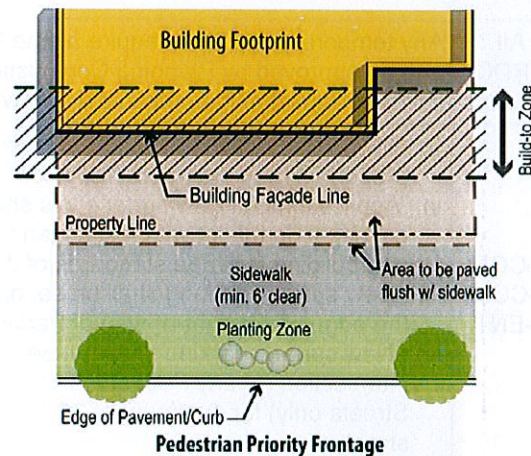 Building Footprint
Build-to Zone
Building Façade Line
Property Line
Sidewalk
(min. 6' clear)
Area to be paved
flush w/ sidewalk
Planting Zone
Edge of Pavement/Curb
Pedestrian Priority Frontage